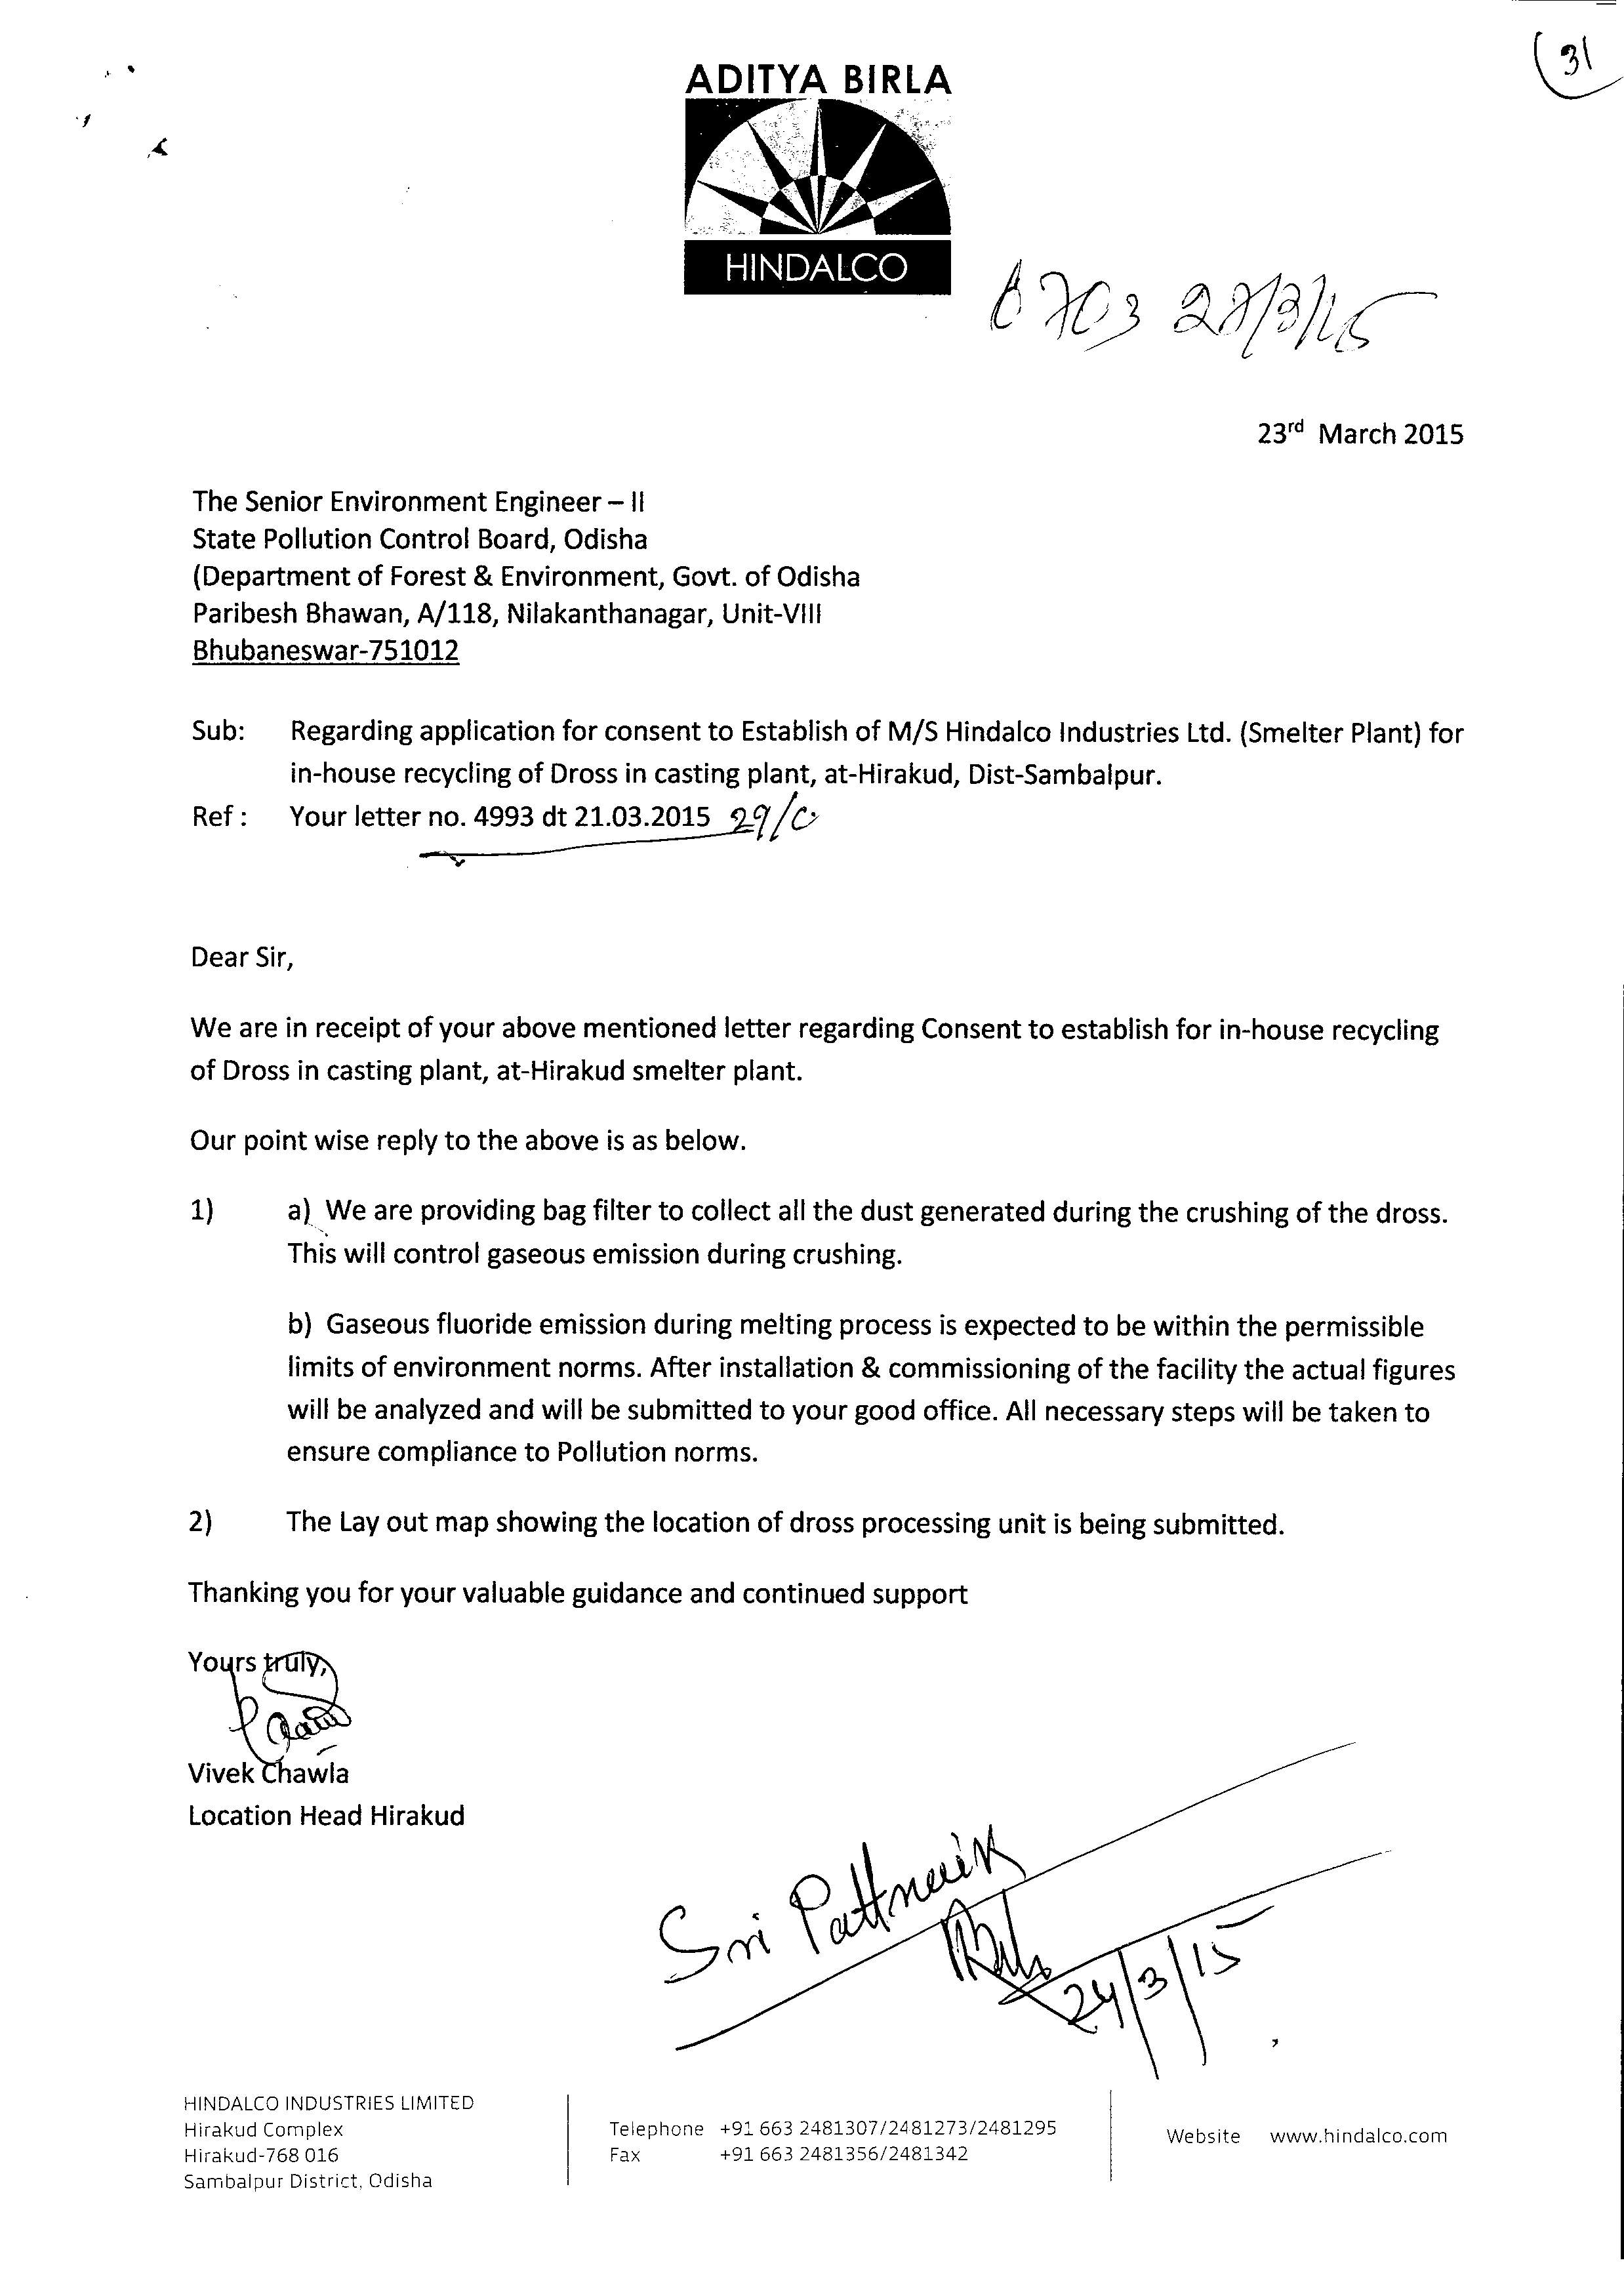 31
ADITYA BIRLA
HINDALCO
6703 27/3/15
23rd March 2015
The Senior Environment Engineer – II
State Pollution Control Board, Odisha
(Department of Forest & Environment, Govt. of Odisha
Paribesh Bhawan, A/118, Nilakanthanagar, Unit-VIII
Bhubaneswar-751012
Sub: Regarding application for consent to Establish of M/S Hindalco Industries Ltd. (Smelter Plant) for
in-house recycling of Dross in casting plant, at-Hirakud, Dist-Sambalpur.
Ref : Your letter no. 4993 dt 21.03.2015 29/C
Dear Sir,
We are in receipt of your above mentioned letter regarding Consent to establish for in-house recycling
of Dross in casting plant, at-Hirakud smelter plant.
Our point wise reply to the above is as below.
1) a) We are providing bag filter to collect all the dust generated during the crushing of the dross.
This will control gaseous emission during crushing.
b) Gaseous fluoride emission during melting process is expected to be within the permissible
limits of environment norms. After installation & commissioning of the facility the actual figures
will be analyzed and will be submitted to your good office. All necessary steps will be taken to
ensure compliance to Pollution norms.
2) The Lay out map showing the location of dross processing unit is being submitted.
Thanking you for your valuable guidance and continued support
Yours truly,
Vivek Chawla
Location Head Hirakud
Sri Pattnaik
24/3/15
HINDALCO INDUSTRIES LIMITED
Hirakud Complex
Hirakud-768 016
Sambalpur District, Odisha
Telephone +91 663 2481307/2481273/2481295
Fax +91 663 2481356/2481342
Website www.hindalco.com